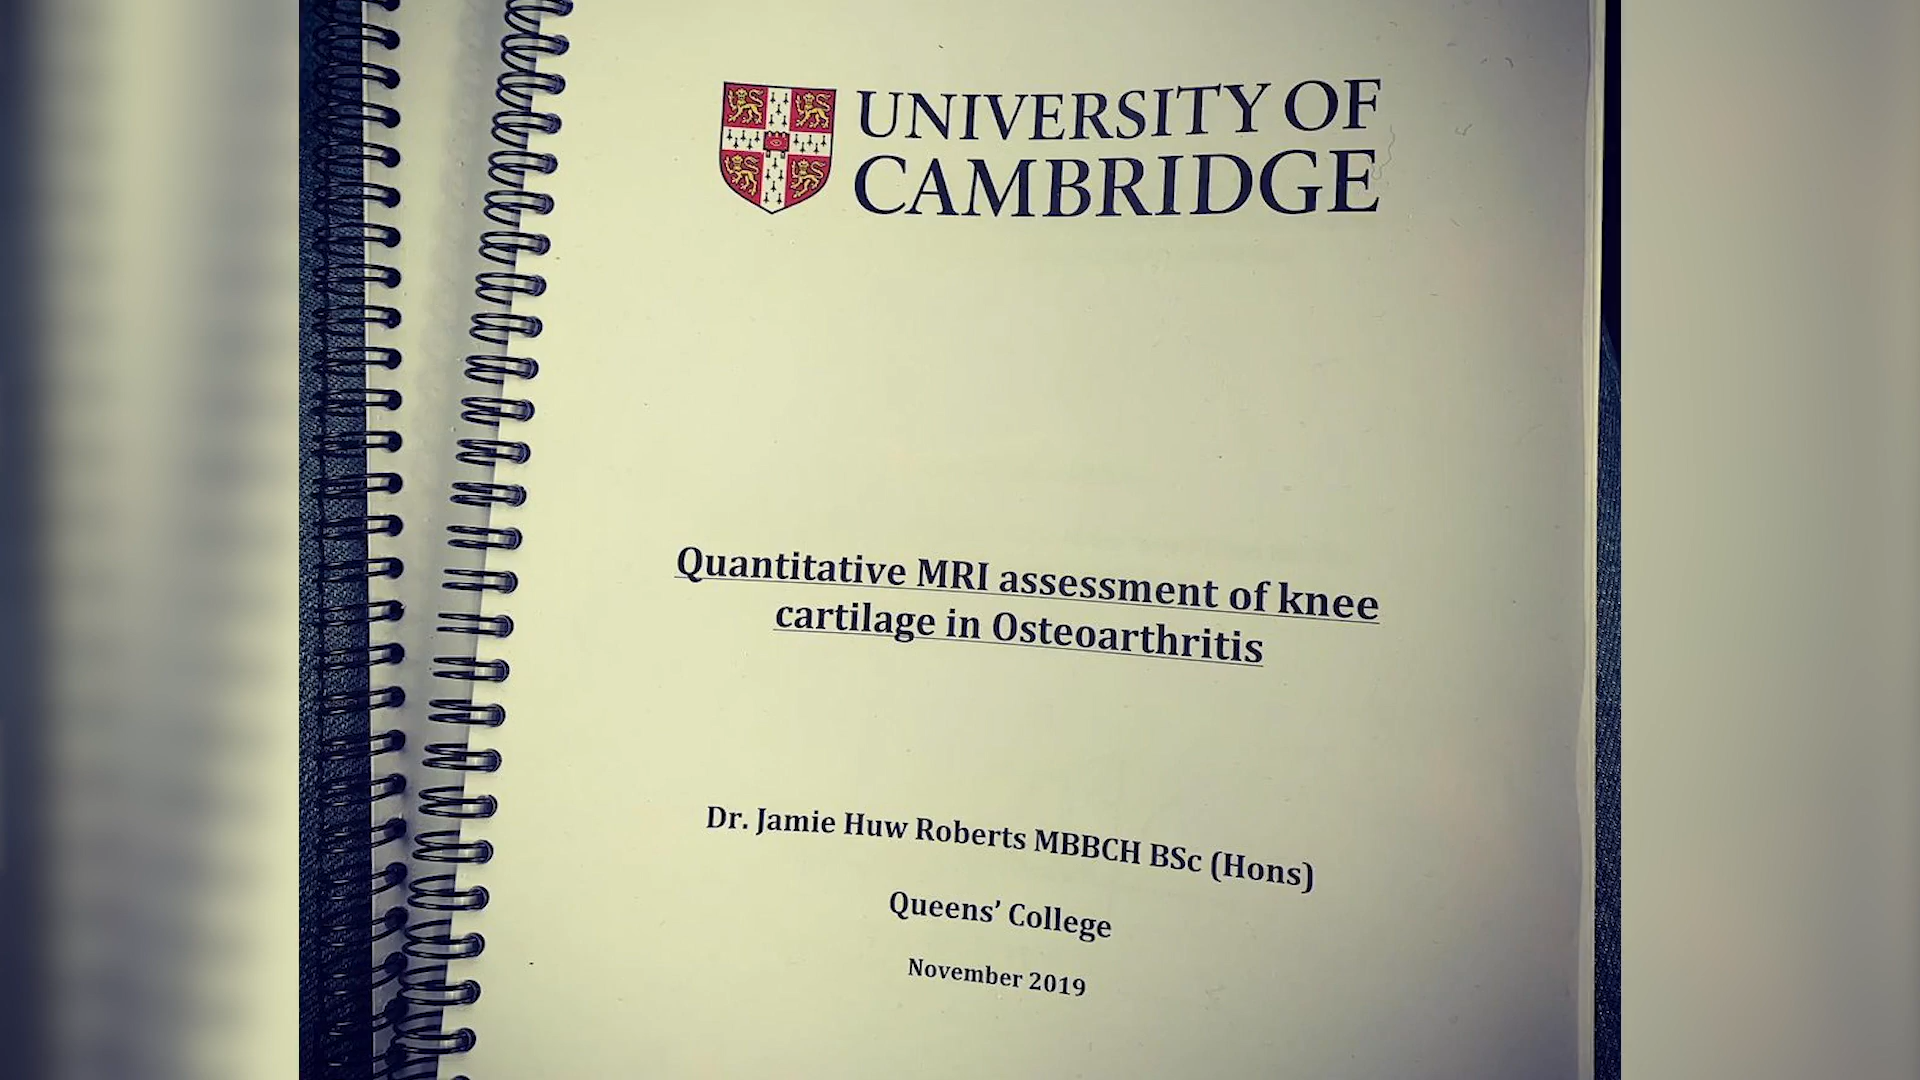 UNIVERSITY OF
CAMBRIDGE
Quantitative MRI assessment of knee
cartilage in Osteoarthritis
Dr. Jamie Huw Roberts MBBCH BSc (Hons)
Queens’ College
November 2019